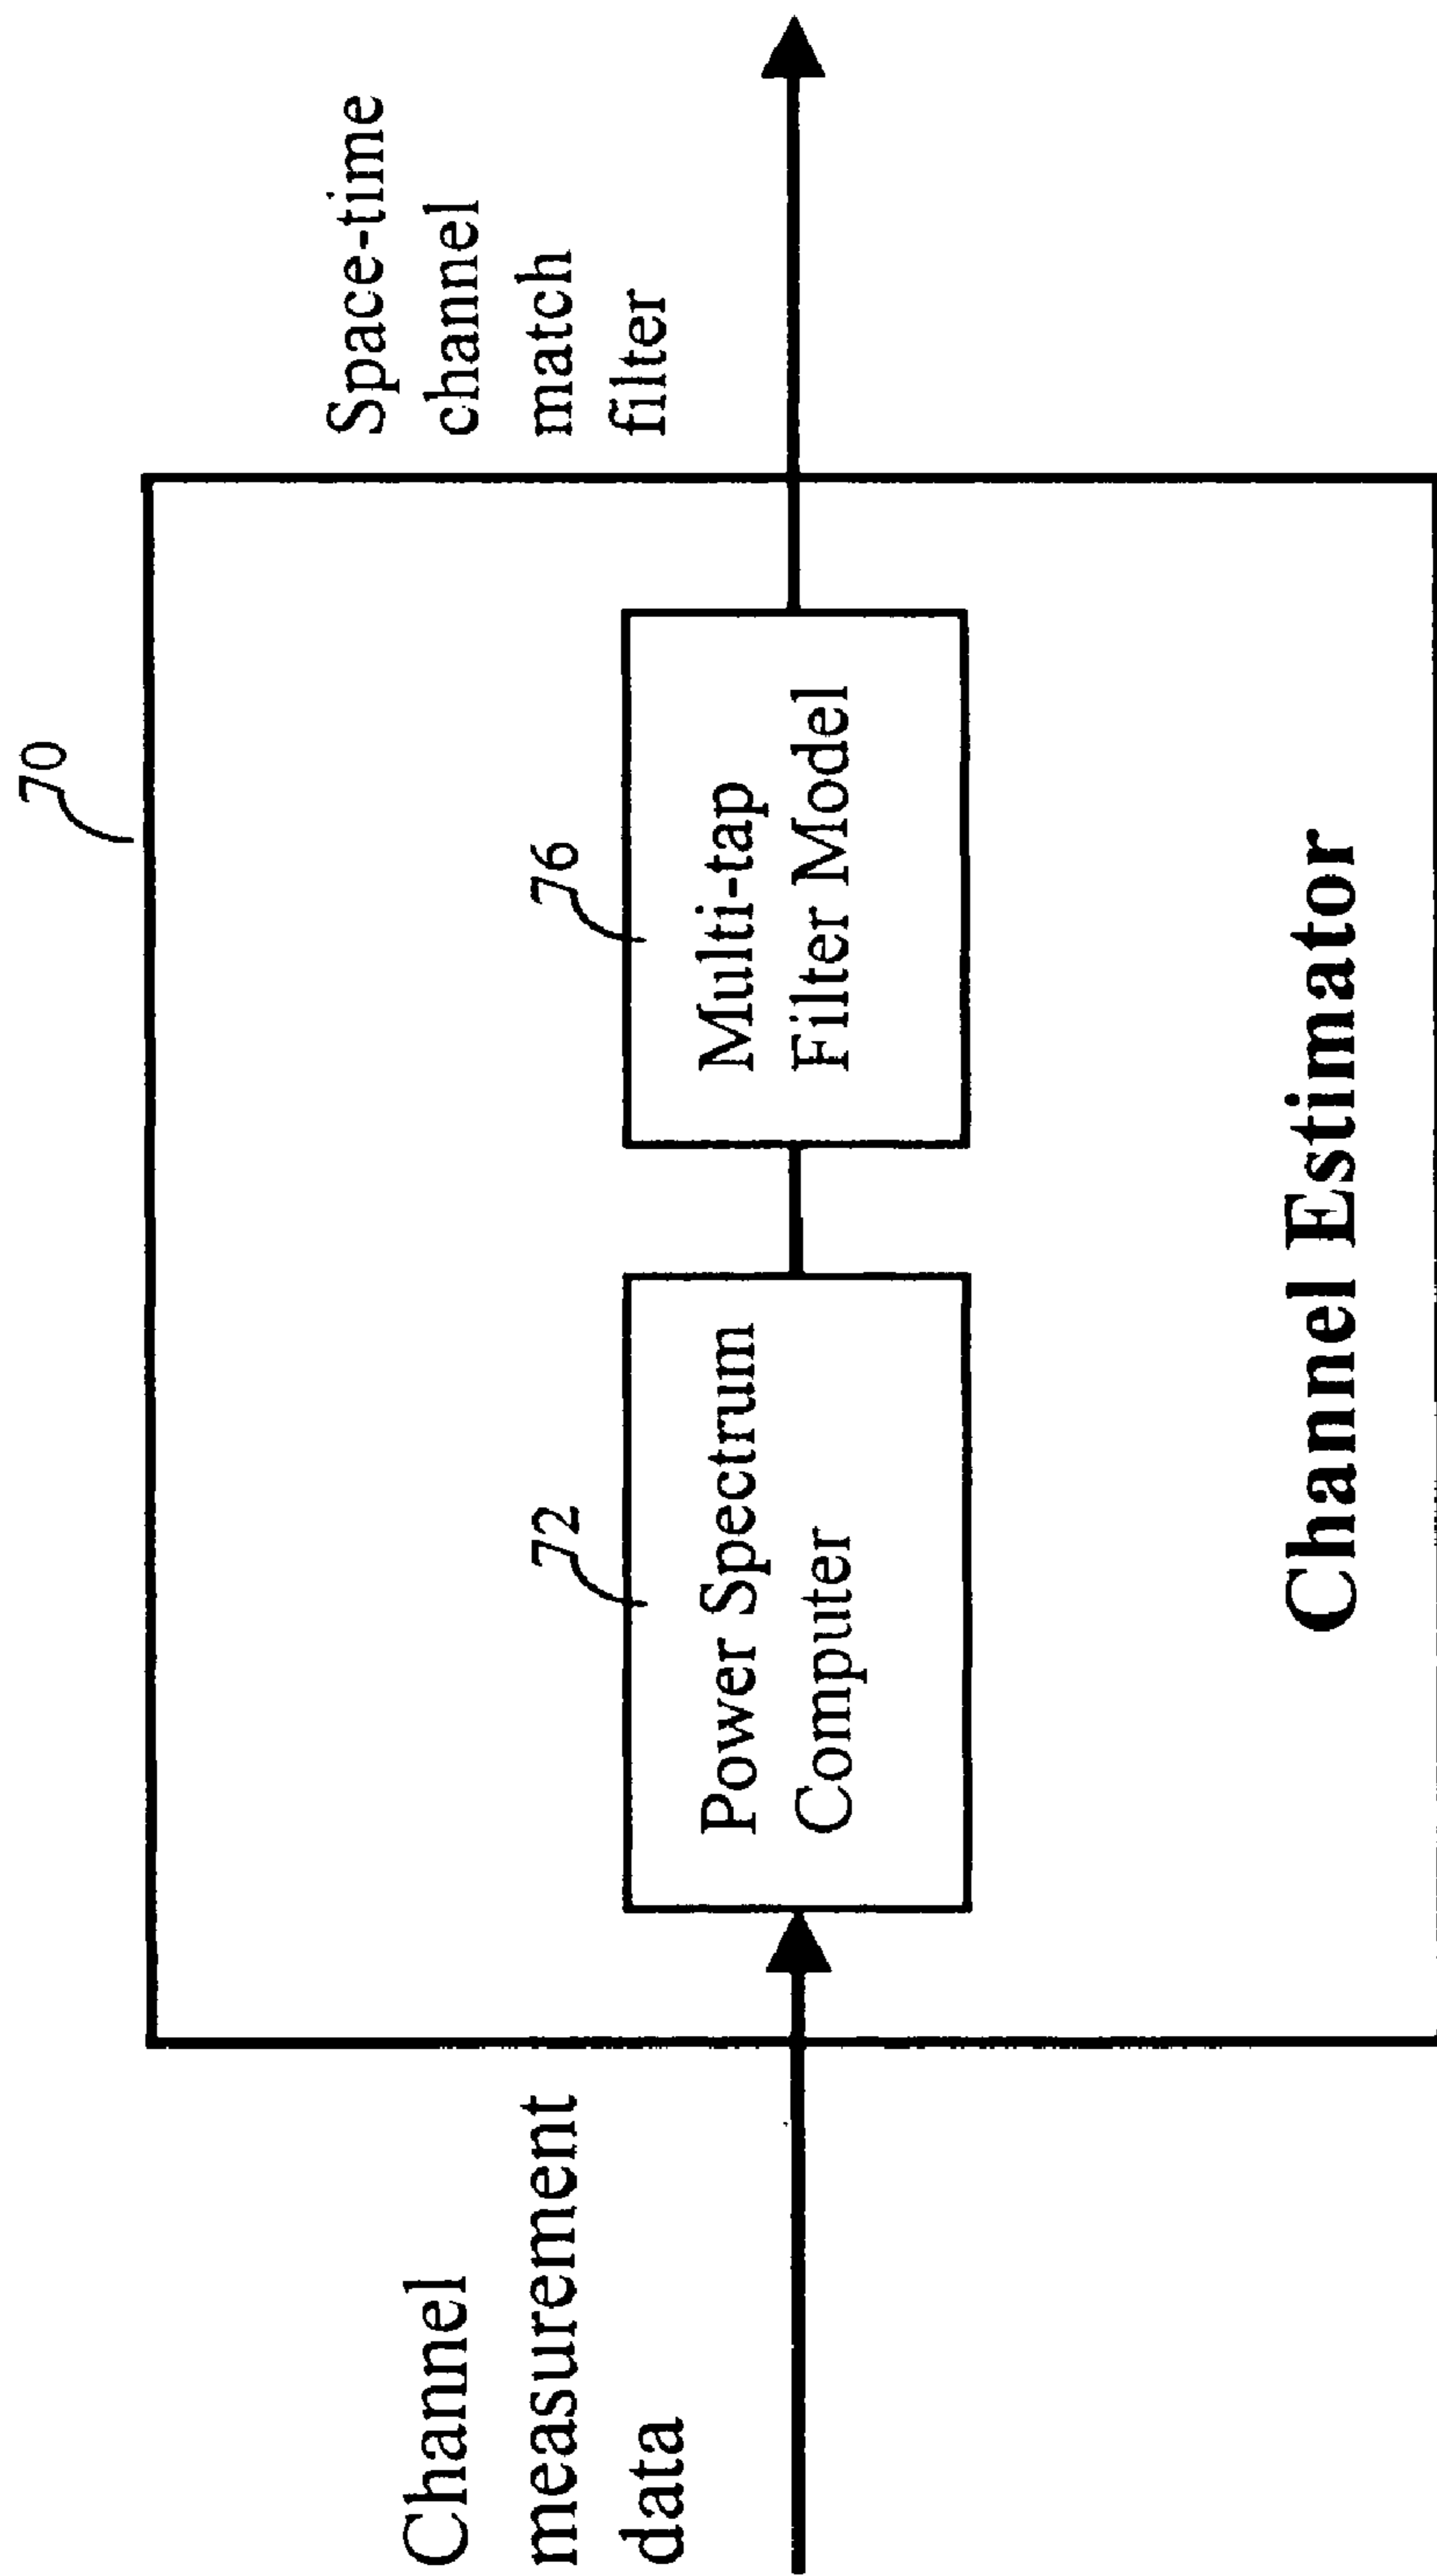 70
Channel
measurement
data
72
Power Spectrum
Computer
76
Multi-tap
Filter Model
Space-time
channel
match
filter
Channel Estimator